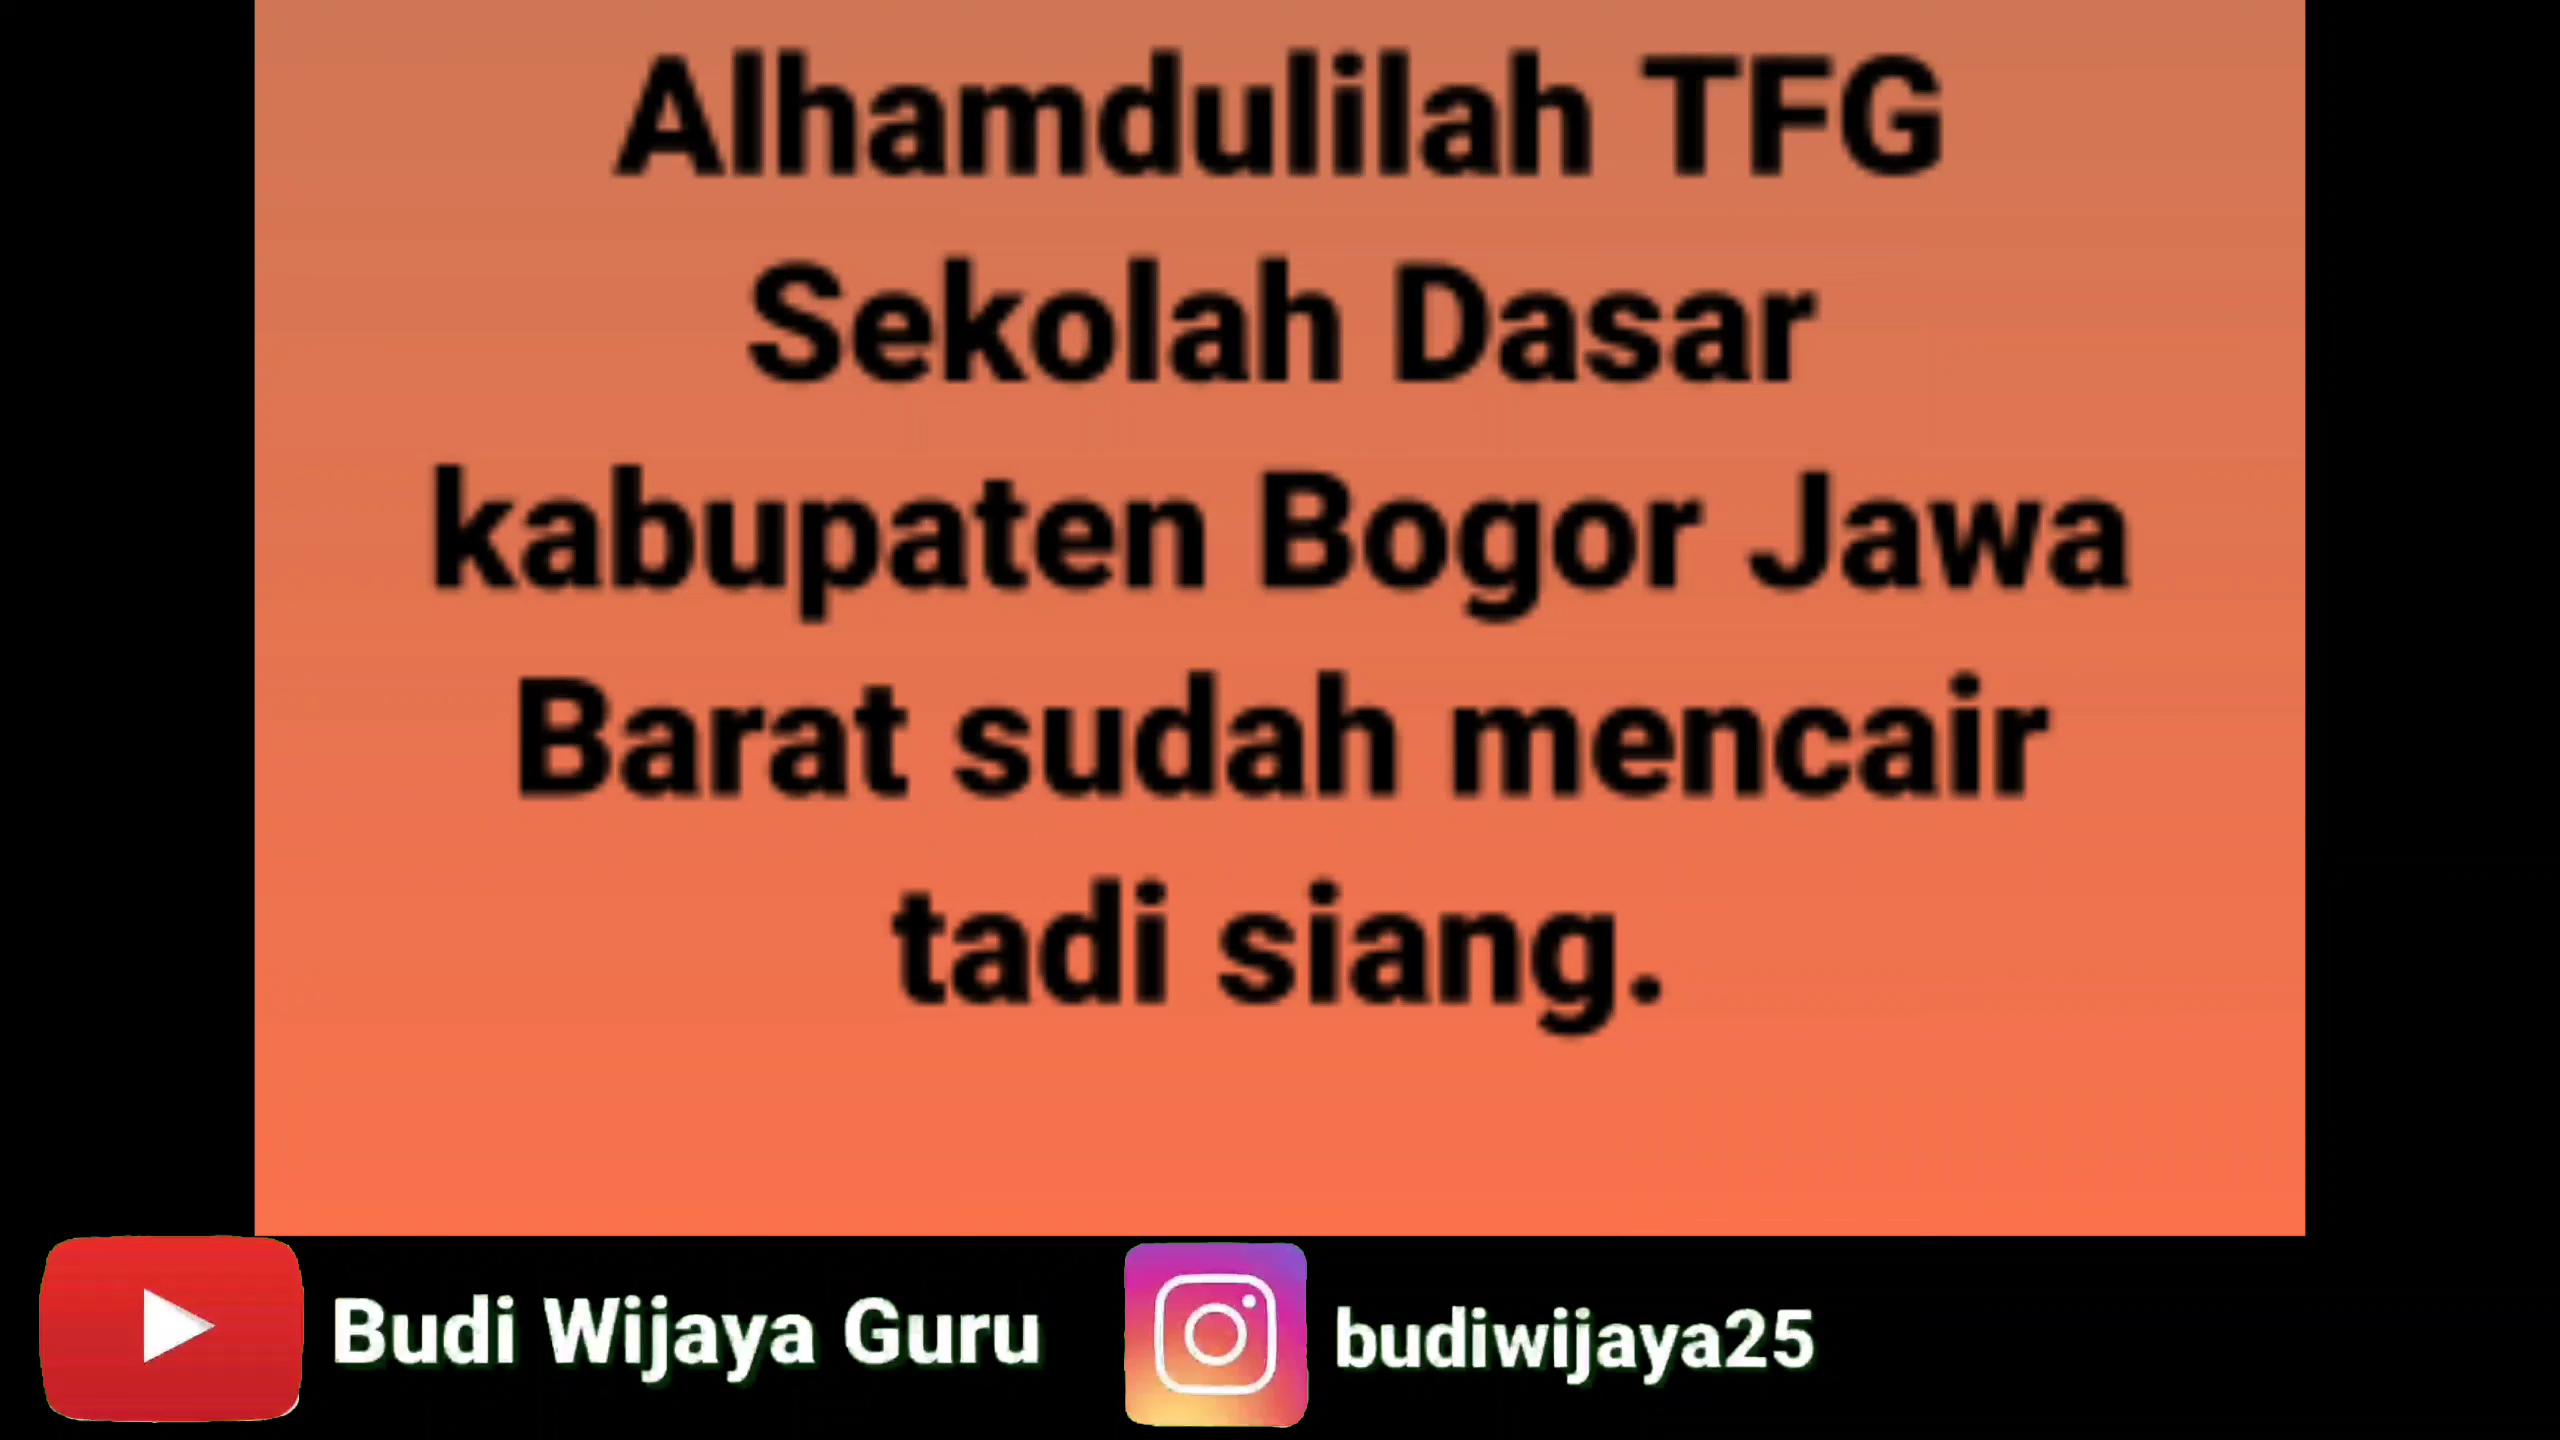 Alhamdulilah TFG
Sekolah Dasar
kabupaten Bogor Jawa
Barat sudah mencair
tadi siang.
Budi Wijaya Guru
budiwijaya25